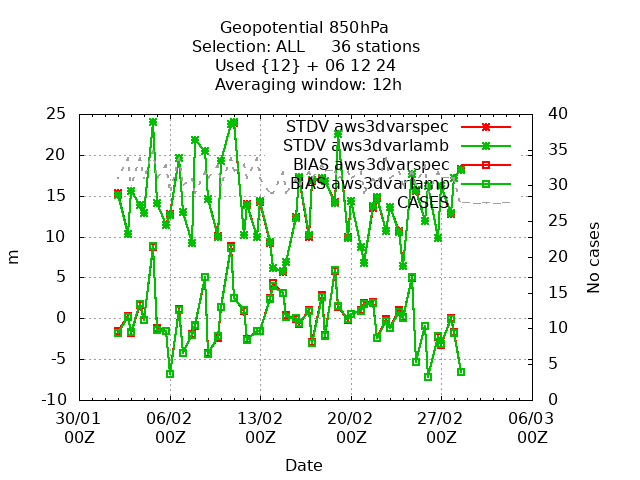 Geopotential 850hPa
Selection: ALL     36 stations
Used {12} + 06 12 24
Averaging window: 12h
25
20
15
10
5
0
-5
-10
m
40
35
30
25
20
15
10
5
0
No cases
STDV aws3dvarspec
STDV aws3dvarlamb
BIAS aws3dvarspec
BIAS aws3dvarlamb
CASES
30/01 06/02 13/02 20/02 27/02 06/03
00Z 00Z 00Z 00Z 00Z 00Z
Date